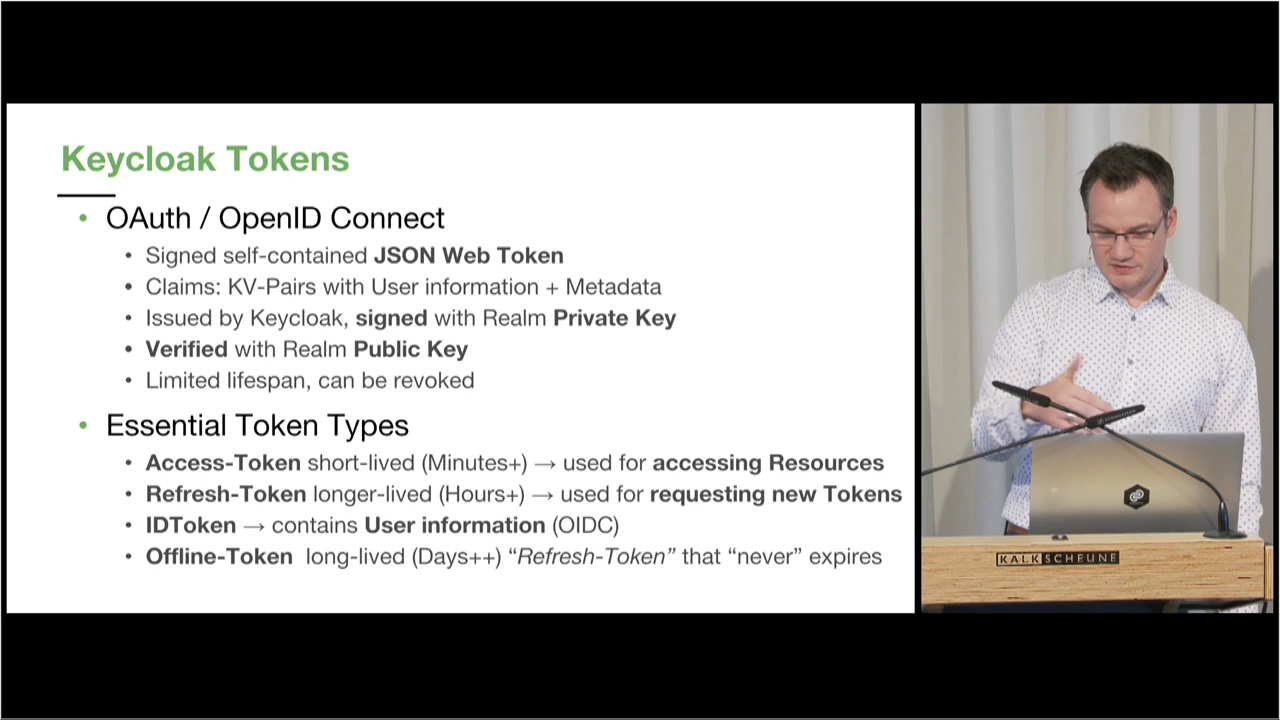 Keycloak Tokens
• OAuth / OpenID Connect
• Signed self-contained JSON Web Token
• Claims: KV-Pairs with User information + Metadata
• Issued by Keycloak, signed with Realm Private Key
• Verified with Realm Public Key
• Limited lifespan, can be revoked
• Essential Token Types
• Access-Token short-lived (Minutes+) → used for accessing Resources
• Refresh-Token longer-lived (Hours+) → used for requesting new Tokens
• IDToken → contains User information (OIDC)
• Offline-Token long-lived (Days++) “Refresh-Token” that “never” expires
KALKSCHEUNE